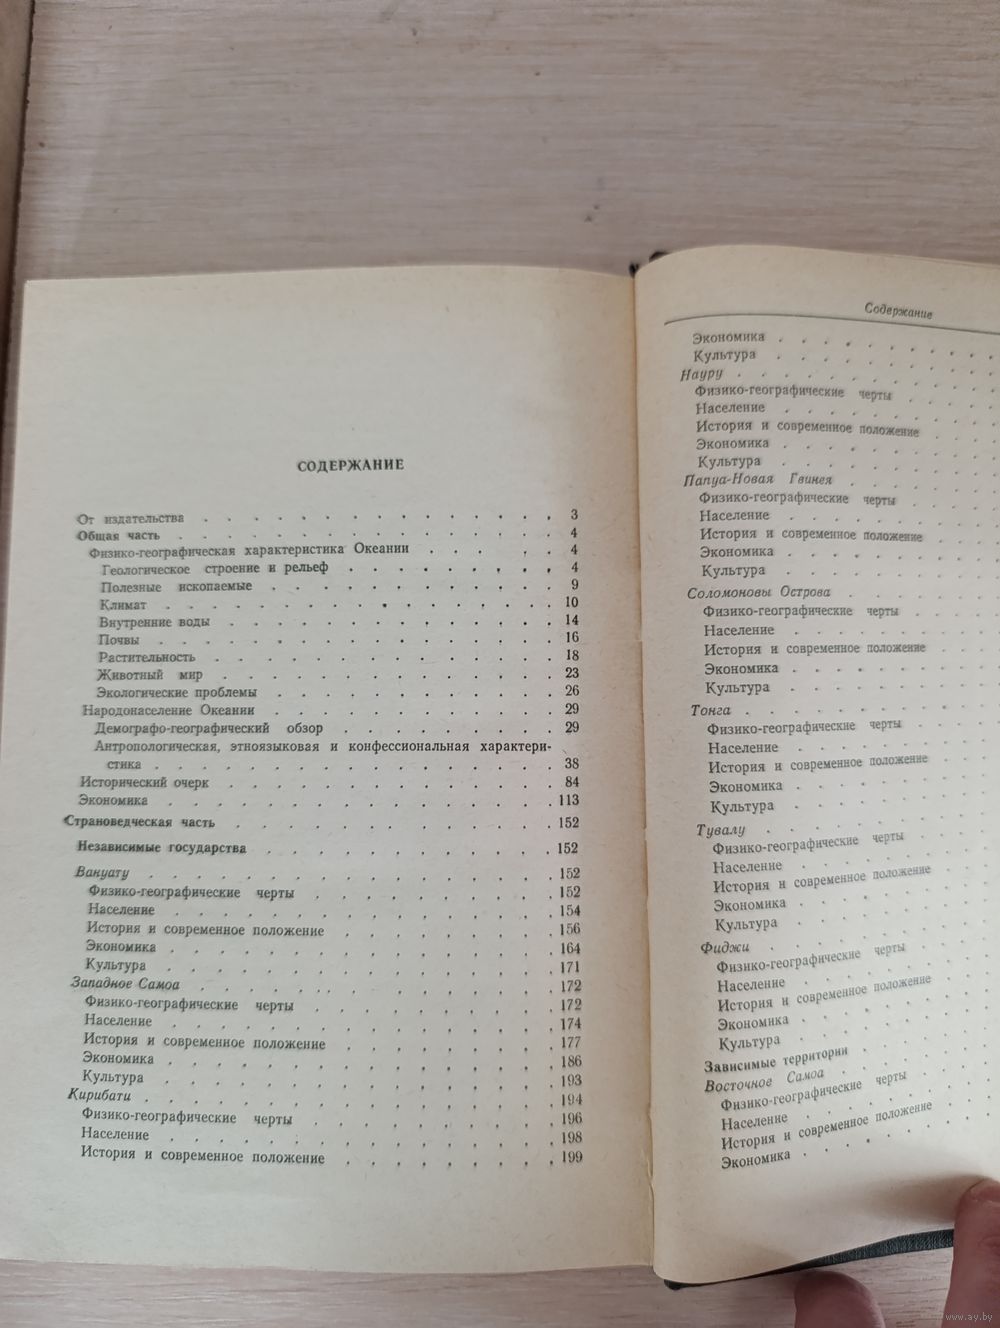 СОДЕРЖАНИЕ
От издательства . . . . . . . . . . . . . . . 3
Общая часть . . . . . . . . . . . . . . . . 4
Физико-географическая характеристика Океании . . . . . 4
Геологическое строение и рельеф . . . . . . . . . 4
Полезные ископаемые . . . . . . . . . . . . 9
Климат . . . . . . . . . . . . . . . . 10
Внутренние воды . . . . . . . . . . . . . 14
Почвы . . . . . . . . . . . . . . . . 16
Растительность . . . . . . . . . . . . . 18
Животный мир . . . . . . . . . . . . . 23
Экологические проблемы . . . . . . . . . . . 26
Народонаселение Океании . . . . . . . . . . . 29
Демографо-географический обзор . . . . . . . . 29
Антропологическая, этноязыковая и конфессиональная характери-
стика . . . . . . . . . . . . . . . . 38
Исторический очерк . . . . . . . . . . . . . 84
Экономика . . . . . . . . . . . . . . . . 113
Страноведческая часть . . . . . . . . . . . . . 152
Независимые государства . . . . . . . . . . . 152
Вануату . . . . . . . . . . . . . . . . 152
Физико-географические черты . . . . . . . . . 152
Население . . . . . . . . . . . . . . . 154
История и современное положение . . . . . . . . 156
Экономика . . . . . . . . . . . . . . . 164
Культура . . . . . . . . . . . . . . . 171
Западное Самоа . . . . . . . . . . . . . 172
Физико-географические черты . . . . . . . . . 172
Население . . . . . . . . . . . . . . . 174
История и современное положение . . . . . . . . 177
Экономика . . . . . . . . . . . . . . . 186
Культура . . . . . . . . . . . . . . . 193
Кирибати . . . . . . . . . . . . . . . . 194
Физико-географические черты . . . . . . . . . 196
Население . . . . . . . . . . . . . . . 198
История и современное положение . . . . . . . . 199
Содержание
Экономика . . . . . . . .
Культура . . . . . . . .
Науру . . . . . . . . .
Физико-географические черты . . . .
Население . . . . . . . .
История и современное положение . .
Экономика . . . . . . . .
Культура . . . . . . . .
Папуа-Новая Гвинея . . . . .
Физико-географические черты . . . .
Население . . . . . . . .
История и современное положение . .
Экономика . . . . . . . .
Культура . . . . . . . .
Соломоновы Острова . . . . .
Физико-географические черты . . . .
Население . . . . . . . .
История и современное положение . .
Экономика . . . . . . . .
Культура . . . . . . . .
Тонга . . . . . . . . .
Физико-географические черты . . . .
Население . . . . . . . .
История и современное положение . .
Экономика . . . . . . . .
Культура . . . . . . . .
Тувалу . . . . . . . . .
Физико-географические черты . . . .
Население . . . . . . . .
История и современное положение . .
Экономика . . . . . . . .
Культура . . . . . . . .
Фиджи . . . . . . . . .
Физико-географические черты . . . .
Население . . . . . . . .
История и современное положение . .
Экономика . . . . . . . .
Культура . . . . . . . .
Зависимые территории . . . . .
Восточное Самоа . . . . . .
Физико-географические черты . . . .
Население . . . . . . . .
История и современное положение . .
Экономика . . . . . . . .
www.ay.by